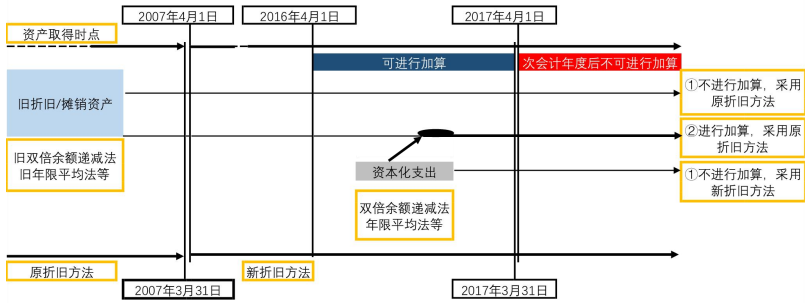 2007年4月1日
2016年4月1日
2017年4月1日
资产取得时点
可进行加算
次会计年度后不可进行加算
旧折旧/摊销资产
①不进行加算，采用
原折旧方法
②进行加算，采用原
折旧方法
旧双倍余额递减法
旧年限平均法等
资本化支出
①不进行加算，采用
新折旧方法
双倍余额递减法
年限平均法等
原折旧方法
新折旧方法
2007年3月31日
2017年3月31日